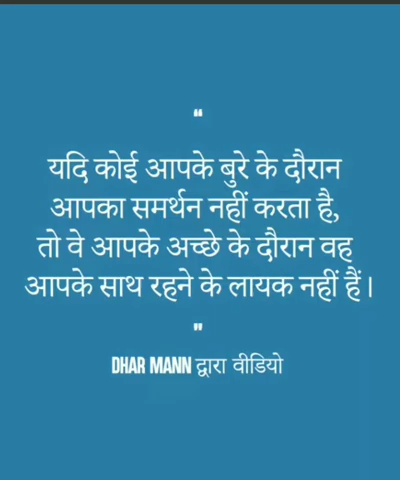 "
यदि कोई आपके बुरे के दौरान
आपका समर्थन नहीं करता है,
तो वे आपके अच्छे के दौरान वह
आपके साथ रहने के लायक नहीं हैं।
"
DHAR MANN द्वारा वीडियो